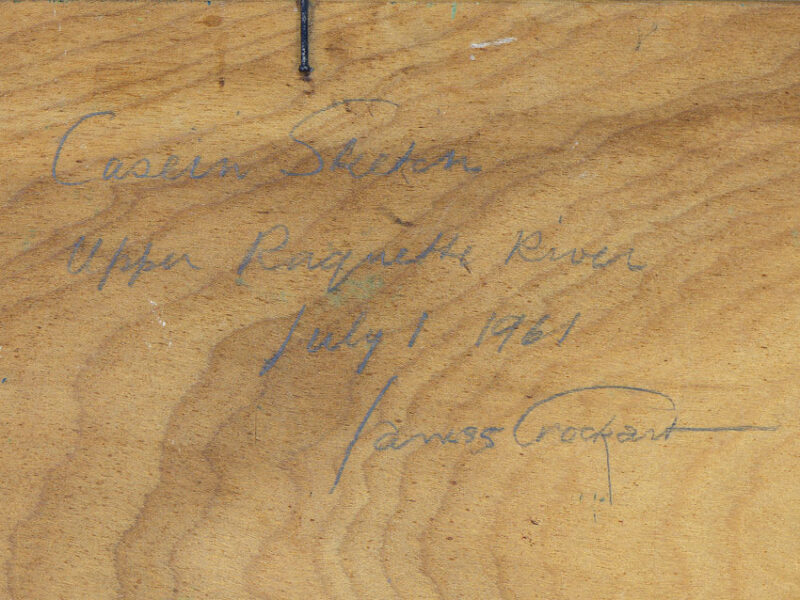 Casein Sketch
Upper Raquette River
July 1 1961
James Crockart